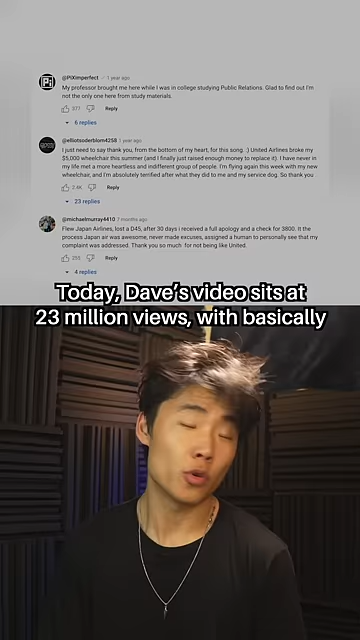 @PiXimperfect 1 year ago
My professor brought me here while I was in college studying Public Relations. Glad to find out I'm
not the only one here from study materials.
377 Reply
6 replies
@elliotsoderblom4258 1 year ago
I just need to say thank you, from the bottom of my heart, for this song. :) United Airlines broke my
$5,000 wheelchair this summer (and I finally just raised enough money to replace it). I have never in
my life met a more heartless and indifferent group of people. I'm flying again this week with my new
wheelchair, and I'm absolutely terrified after what they did to me and my service dog. So thank you
2.4K Reply
23 replies
@michaelmurray4410 7 months ago
Flew Japan Airlines, lost a D45, after 30 days i received a full apology and a check for 3800. It the
process Japan air was awesome, never made excuses, assigned a human to personally see that my
complaint was addressed. Thank you so much for not being like United.
255 Reply
4 replies
Today, Dave's video sits at
23 million views, with basically